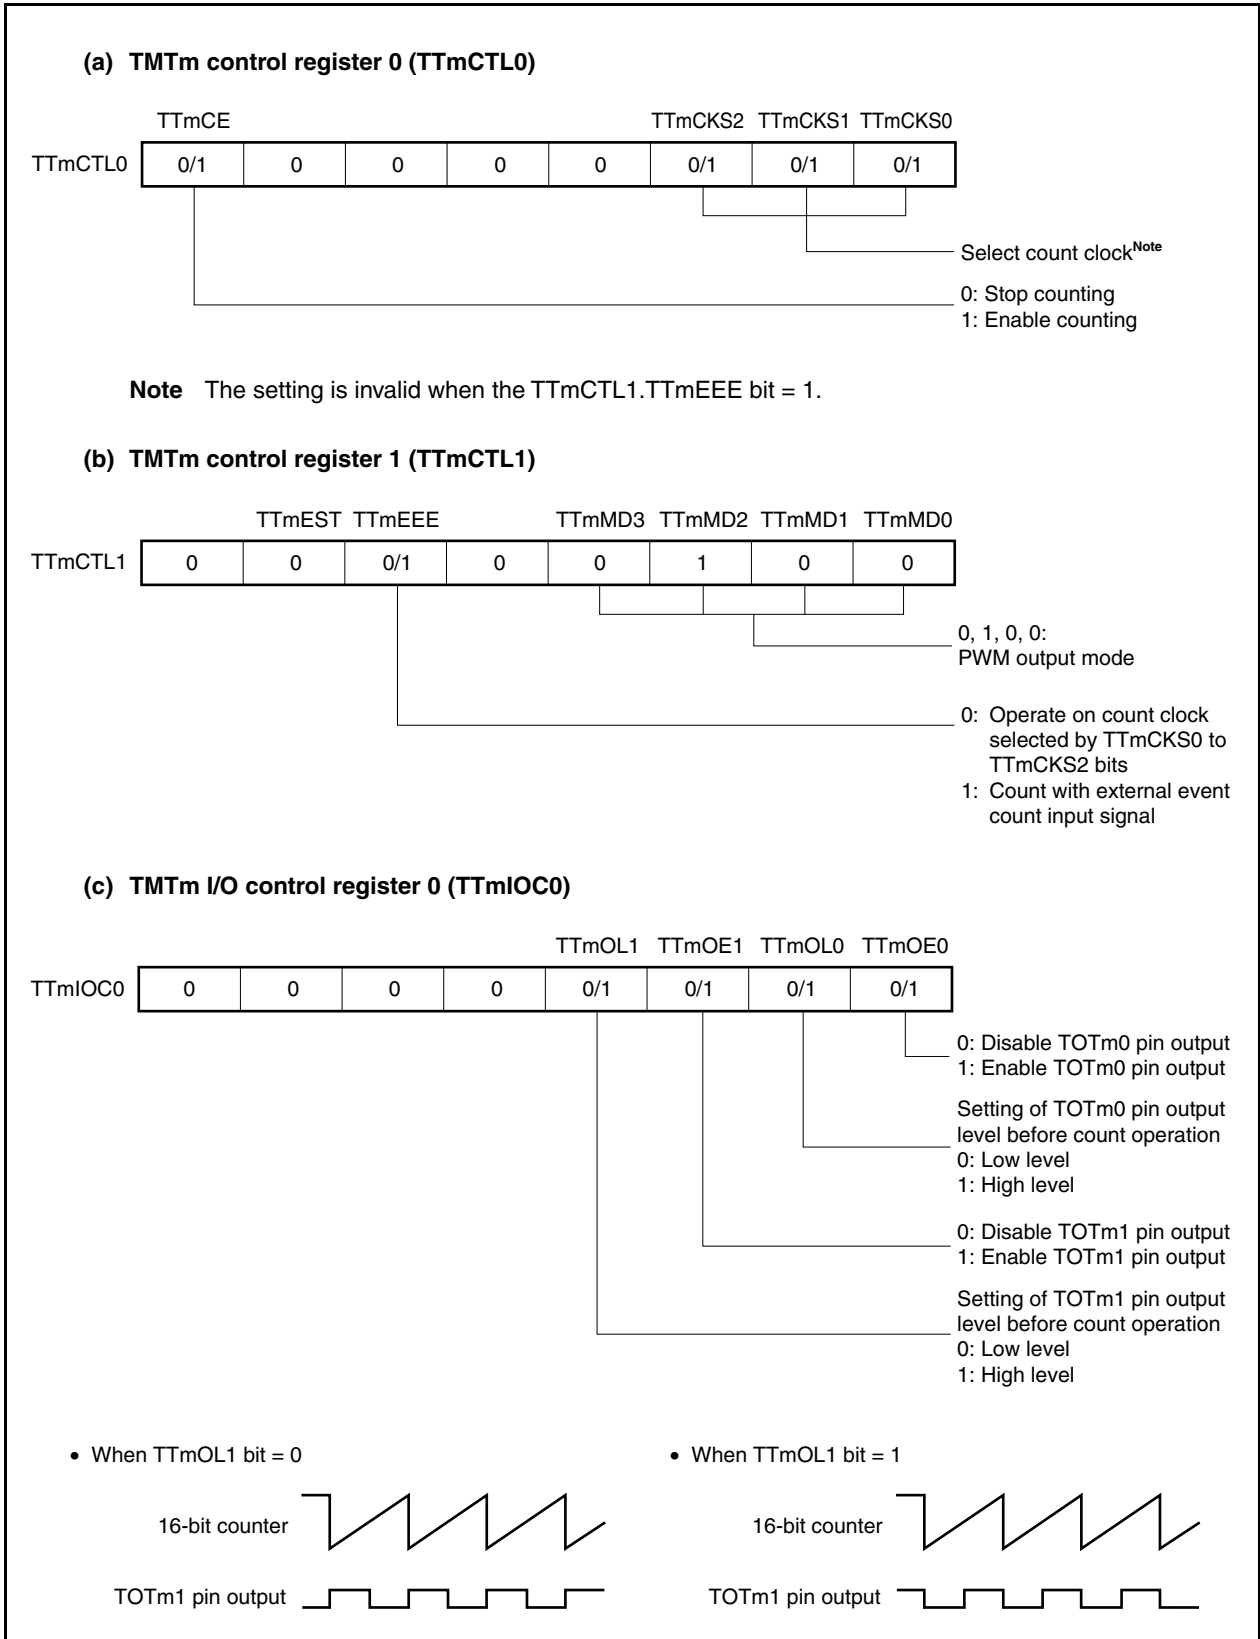 (a) TMTm control register 0 (TTmCTL0)
TTmCE TTmCKS2 TTmCKS1 TTmCKS0
TTmCTL0 0/1 0 0 0 0 0/1 0/1 0/1
Select count clockNote
0: Stop counting
1: Enable counting
Note The setting is invalid when the TTmCTL1.TTmEEE bit = 1.
(b) TMTm control register 1 (TTmCTL1)
TTmEST TTmEEE TTmMD3 TTmMD2 TTmMD1 TTmMD0
TTmCTL1 0 0 0/1 0 0 1 0 0
0, 1, 0, 0:
PWM output mode
0: Operate on count clock
selected by TTmCKS0 to
TTmCKS2 bits
1: Count with external event
count input signal
(c) TMTm I/O control register 0 (TTmIOC0)
TTmOL1 TTmOE1 TTmOL0 TTmOE0
TTmIOC0 0 0 0 0 0/1 0/1 0/1 0/1
0: Disable TOTm0 pin output
1: Enable TOTm0 pin output
Setting of TOTm0 pin output
level before count operation
0: Low level
1: High level
0: Disable TOTm1 pin output
1: Enable TOTm1 pin output
Setting of TOTm1 pin output
level before count operation
0: Low level
1: High level
• When TTmOL1 bit = 0
16-bit counter
TOTm1 pin output
• When TTmOL1 bit = 1
16-bit counter
TOTm1 pin output